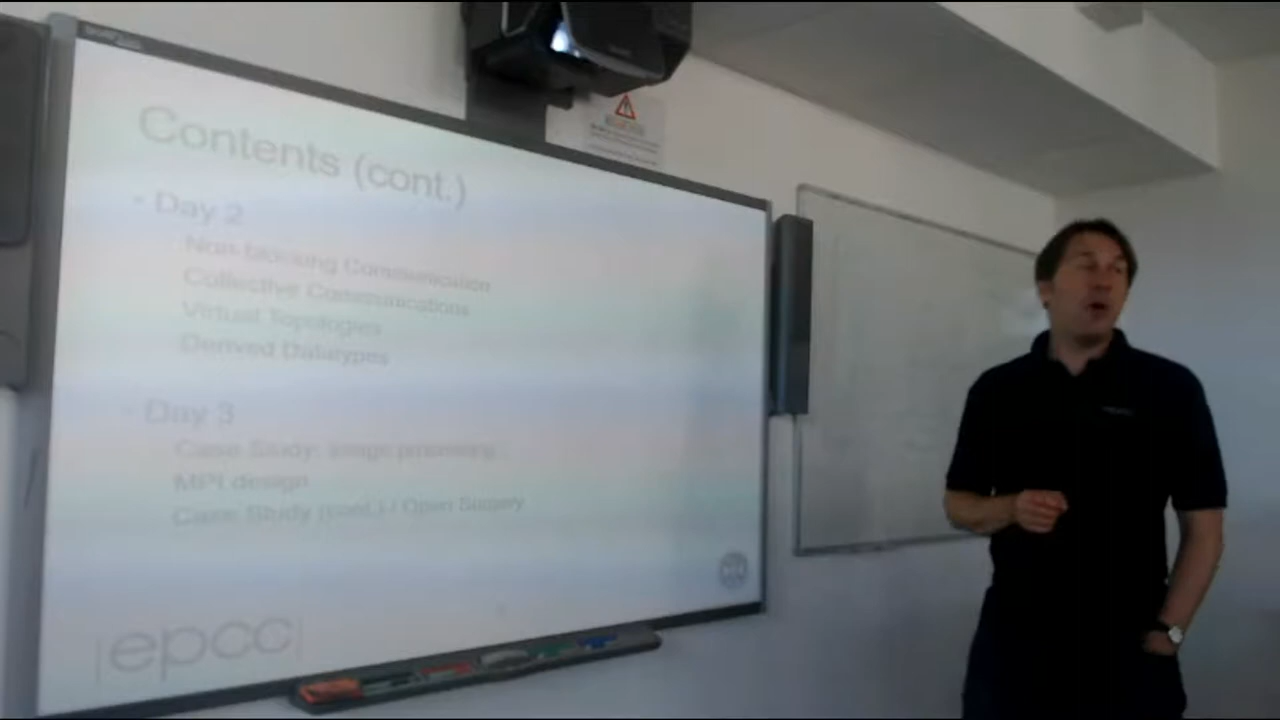 Contents (cont.)
• Day 2
Non-blocking Communication
Collective Communications
Virtual Topologies
Derived Datatypes
• Day 3
Case Study: image processing
MPI design
Case Study (cont.) / Open Surgery
|epcc|